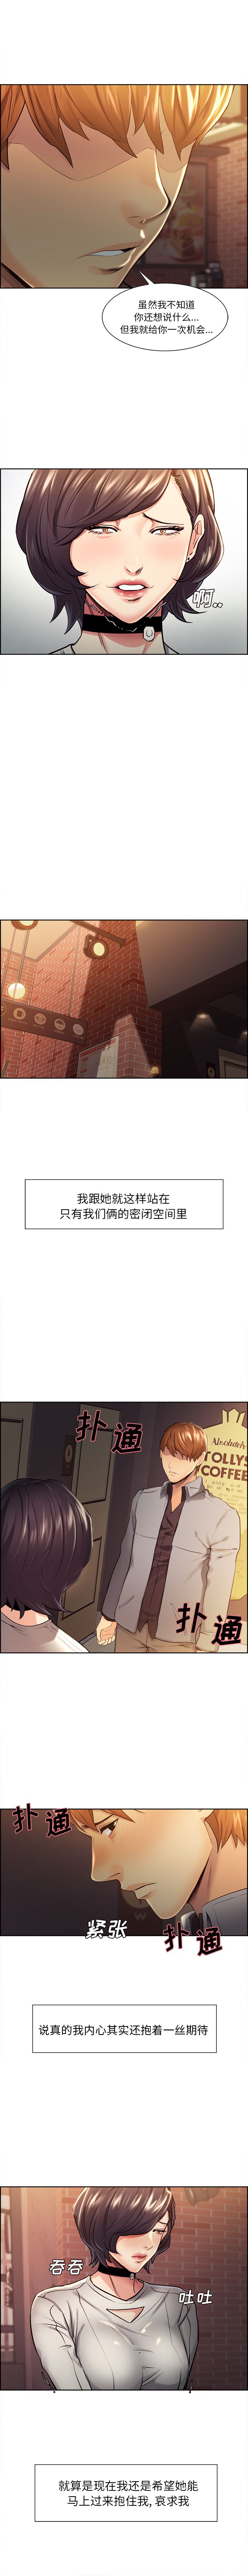 虽然我不知道
你还想说什么...
但我就给你一次机会...
啊..
我跟她就这样站在
只有我们俩的密闭空间里
扑通
Absolutely
TOLLYS
COFFEE
扑通
扑通
紧张
扑通
说真的我内心其实还抱着一丝期待
吞吞
吐吐
就算是现在我还是希望她能
马上过来抱住我, 哀求我